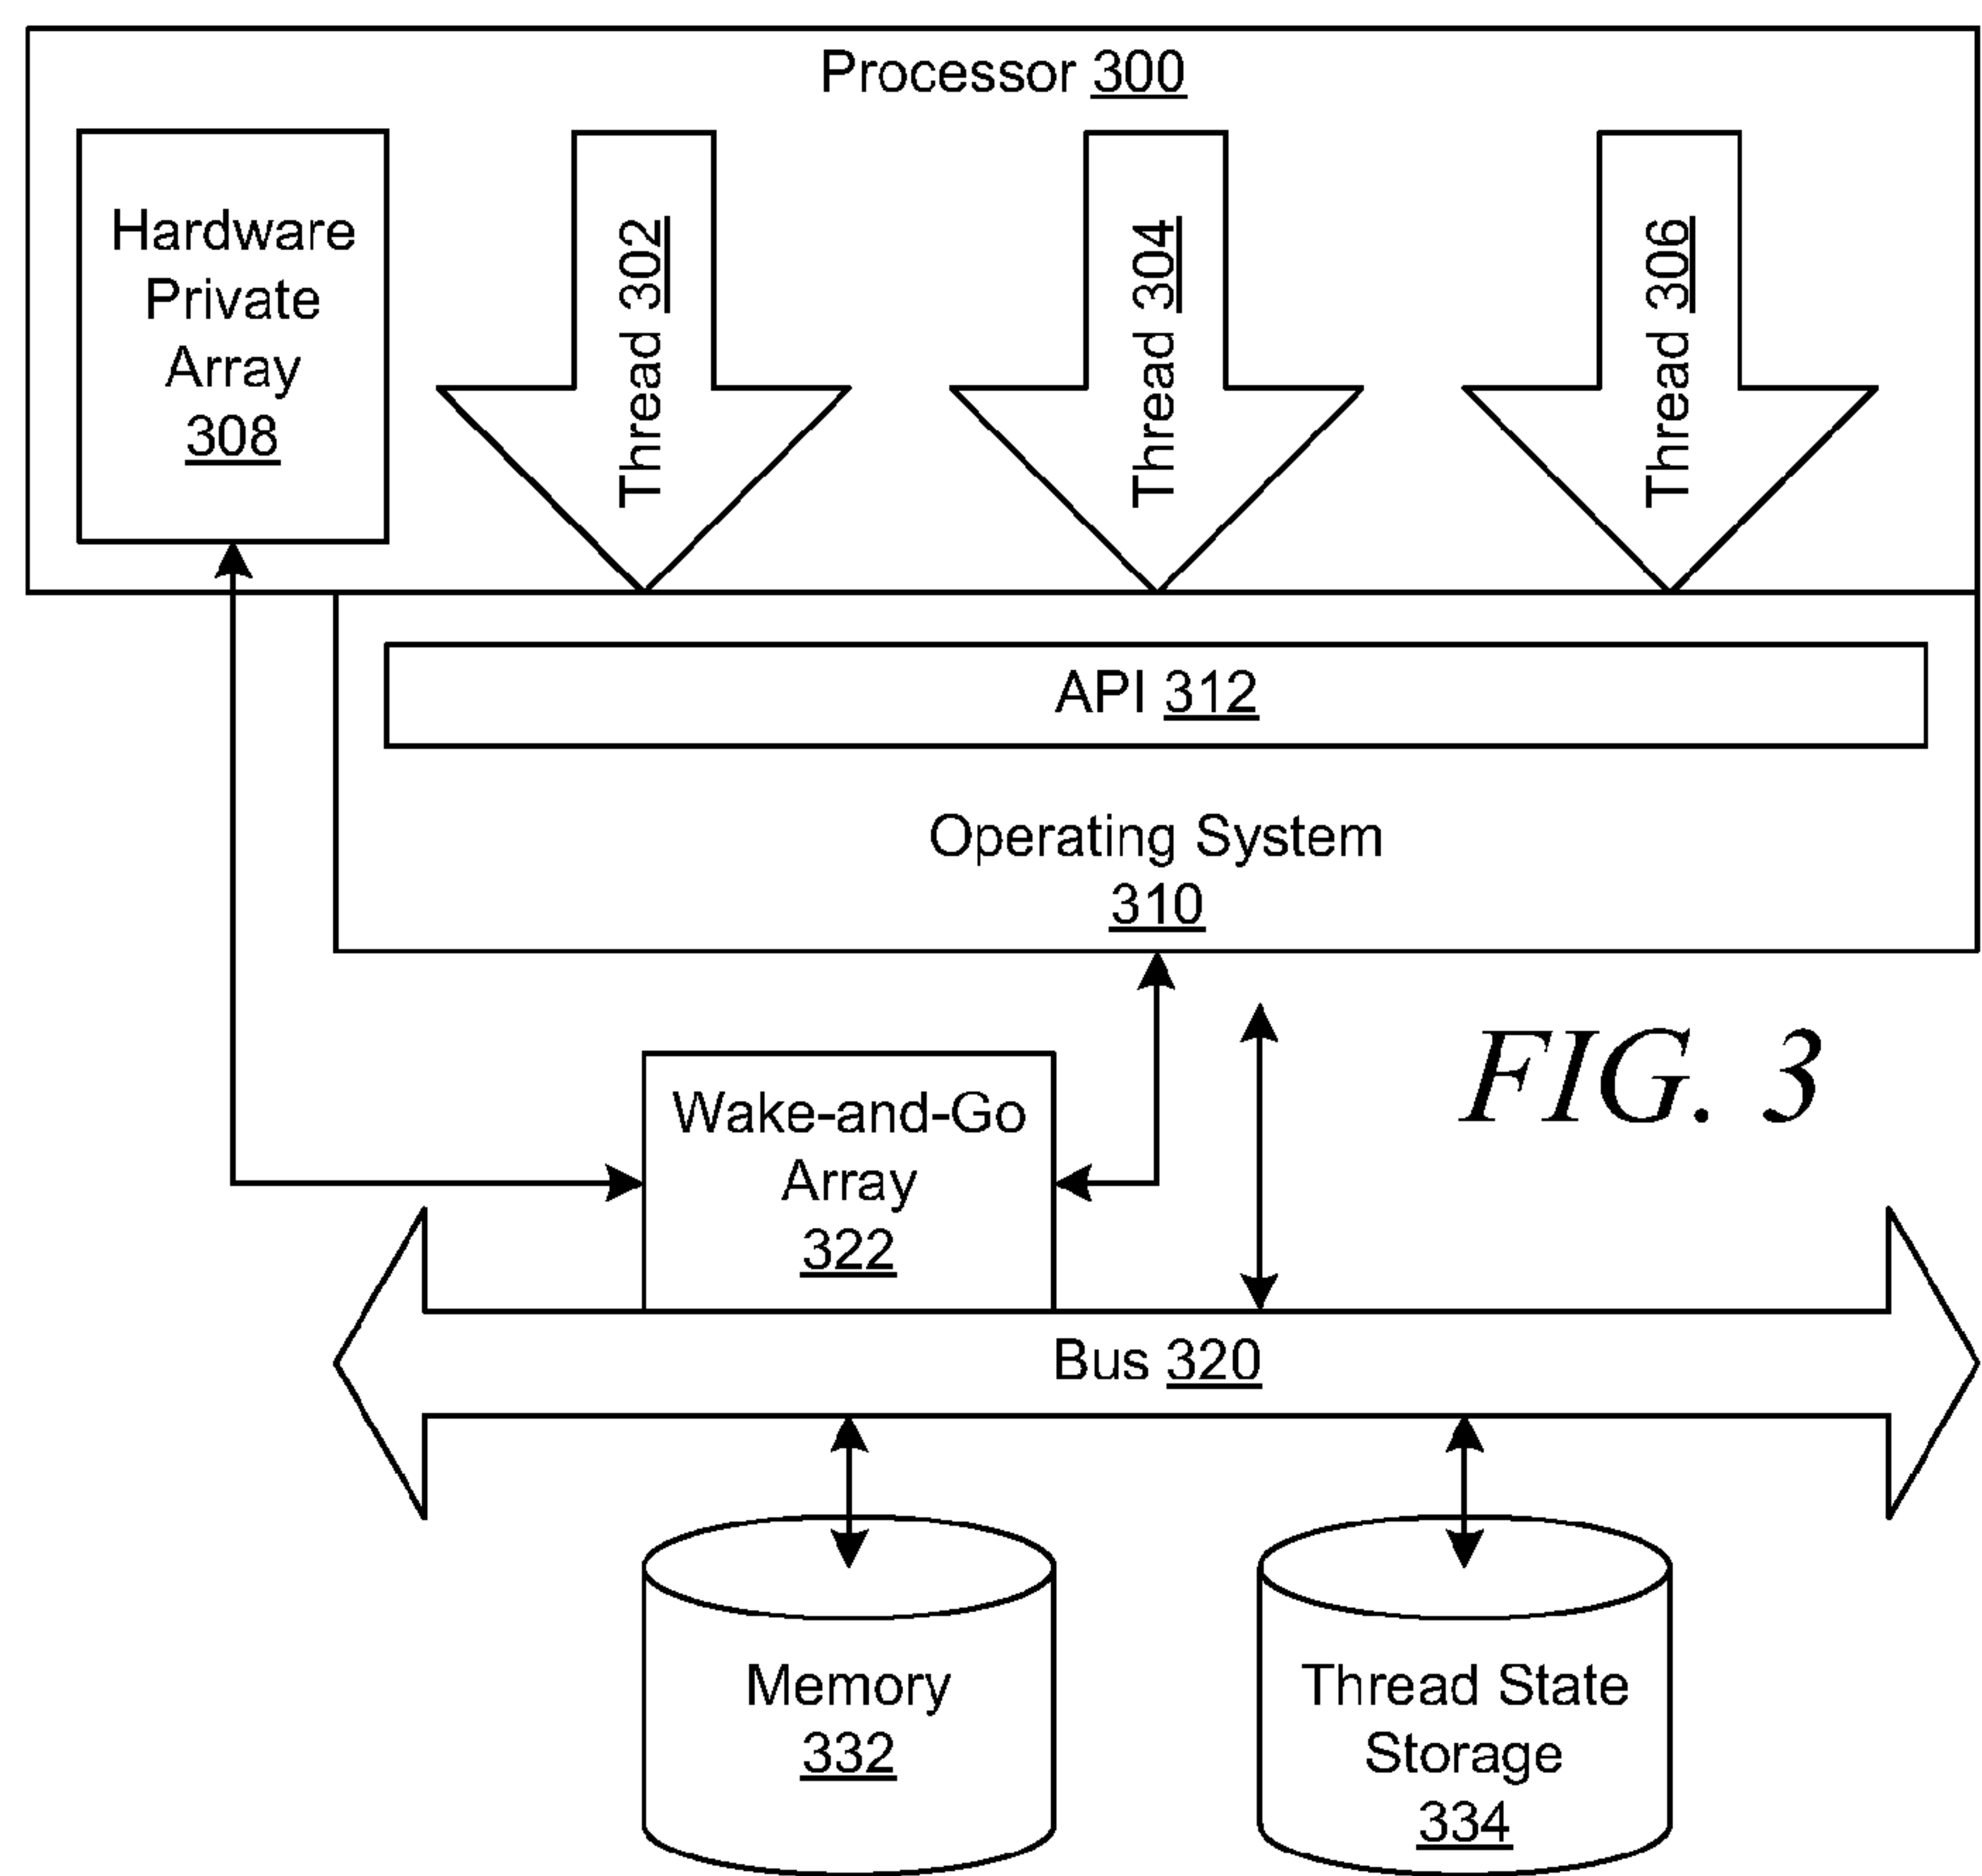 Processor 300
Hardware
Private
Array
308
Thread 302
Thread 304
Thread 306
API 312
Operating System
310
Wake-and-Go
Array
322
FIG. 3
Bus 320
Memory
332
Thread State
Storage
334